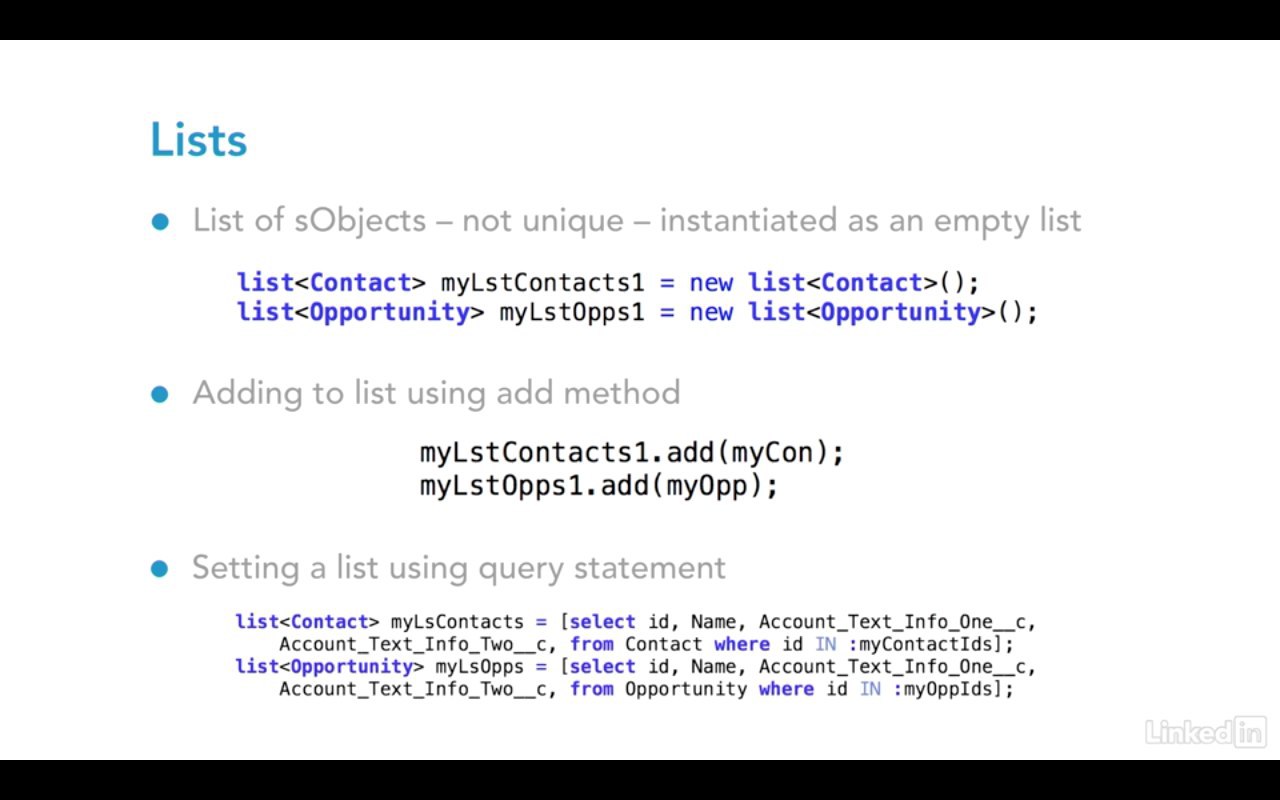 Lists
● List of sObjects – not unique – instantiated as an empty list
list<Contact> myLstContacts1 = new list<Contact>();
list<Opportunity> myLstOpps1 = new list<Opportunity>();
● Adding to list using add method
myLstContacts1.add(myCon);
myLstOpps1.add(myOpp);
● Setting a list using query statement
list<Contact> myLsContacts = [select id, Name, Account_Text_Info_One__c,
Account_Text_Info_Two__c, from Contact where id IN :myContactIds];
list<Opportunity> myLsOpps = [select id, Name, Account_Text_Info_One__c,
Account_Text_Info_Two__c, from Opportunity where id IN :myOppIds];
Linked in